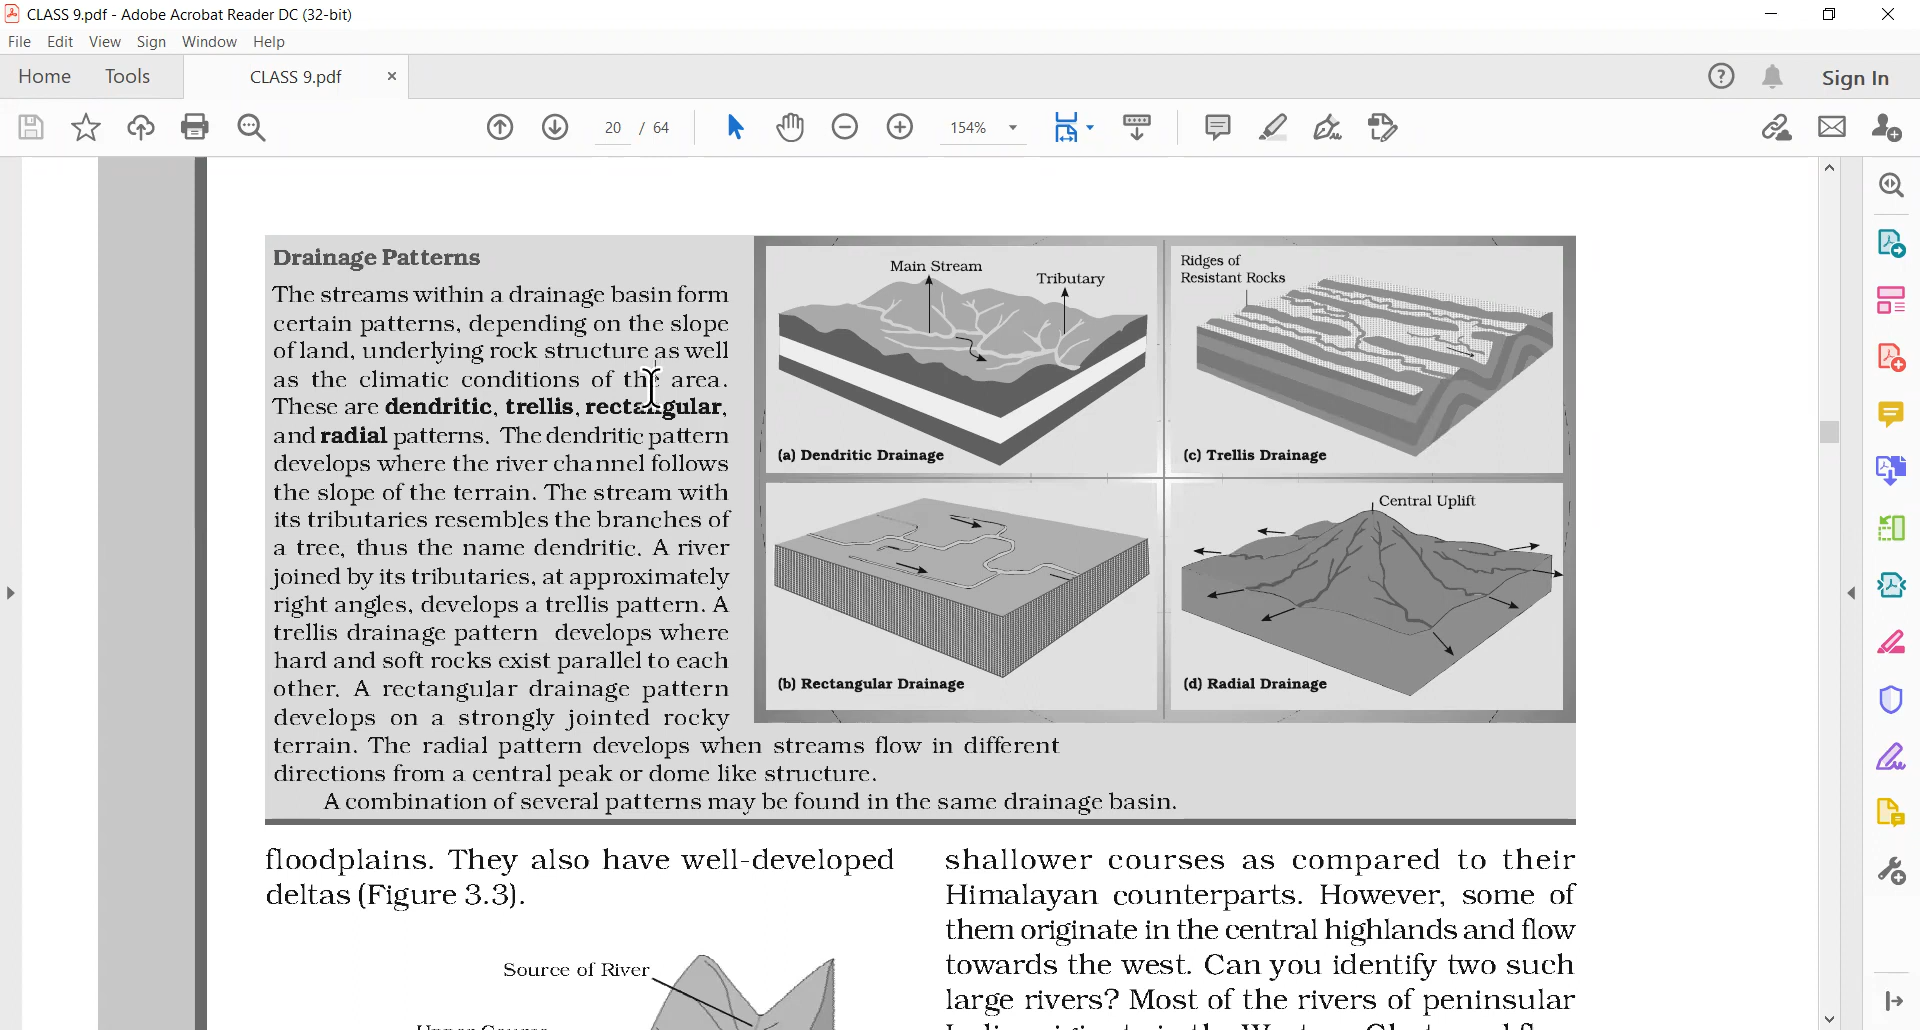 CLASS 9.pdf - Adobe Acrobat Reader DC (32-bit)
File Edit View Sign Window Help
Home Tools CLASS 9.pdf × Sign In
20 / 64 154%
Drainage Patterns
The streams within a drainage basin form
certain patterns, depending on the slope
of land, underlying rock structure as well
as the climatic conditions of the area.
These are dendritic, trellis, rectangular,
and radial patterns. The dendritic pattern
develops where the river channel follows
the slope of the terrain. The stream with
its tributaries resembles the branches of
a tree, thus the name dendritic. A river
joined by its tributaries, at approximately
right angles, develops a trellis pattern. A
trellis drainage pattern develops where
hard and soft rocks exist parallel to each
other. A rectangular drainage pattern
develops on a strongly jointed rocky
terrain. The radial pattern develops when streams flow in different
directions from a central peak or dome like structure.
A combination of several patterns may be found in the same drainage basin.
Main Stream
Tributary
(a) Dendritic Drainage
Ridges of
Resistant Rocks
(c) Trellis Drainage
(b) Rectangular Drainage
Central Uplift
(d) Radial Drainage
floodplains. They also have well-developed
deltas (Figure 3.3).
Source of River
shallower courses as compared to their
Himalayan counterparts. However, some of
them originate in the central highlands and flow
towards the west. Can you identify two such
large rivers? Most of the rivers of peninsular